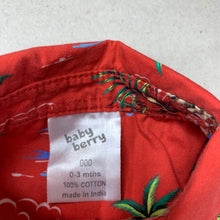 baby
berry
000
0-3 mths
100% COTTON
made in India